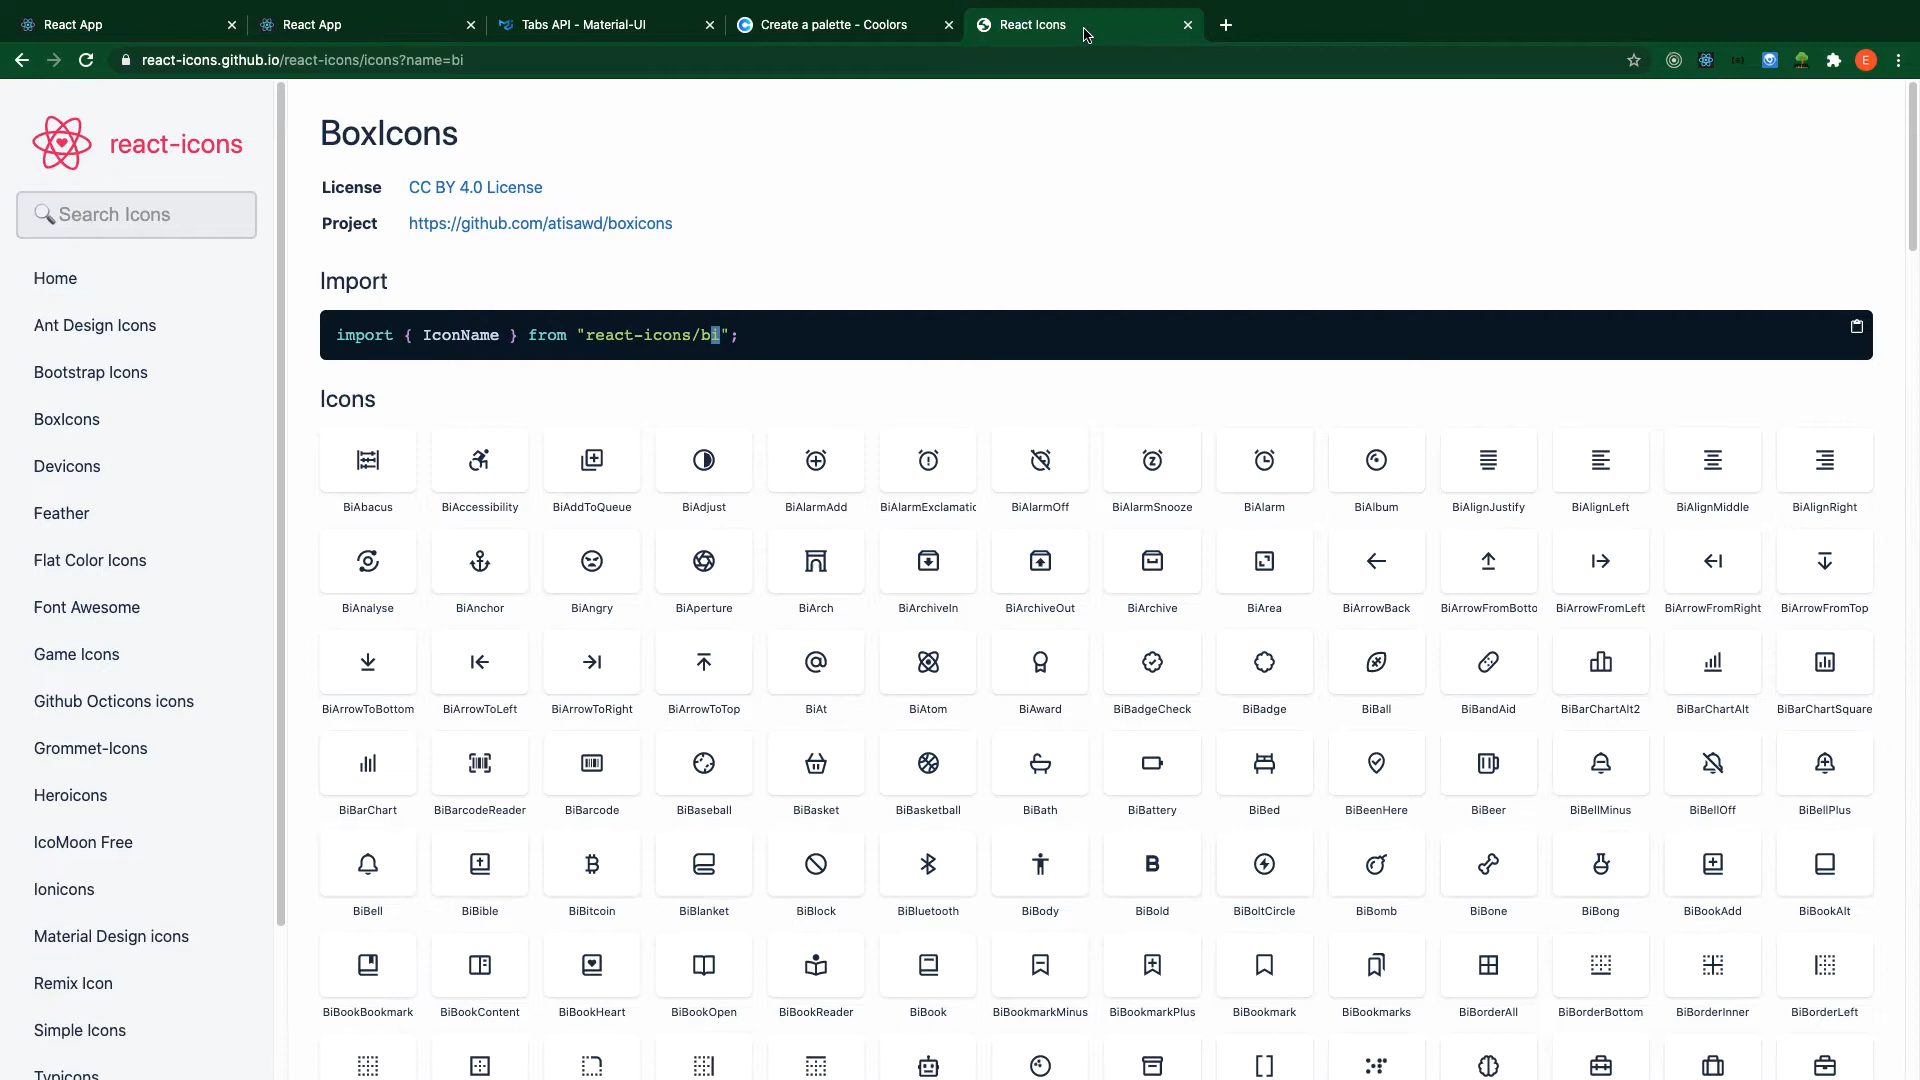 React App
React App
Tabs API - Material-UI
Create a palette - Coolors
React Icons
react-icons.github.io/react-icons/icons?name=bi
E
react-icons
Search Icons
Home
Ant Design Icons
Bootstrap Icons
BoxIcons
Devicons
Feather
Flat Color Icons
Font Awesome
Game Icons
Github Octicons icons
Grommet-Icons
Heroicons
IcoMoon Free
Ionicons
Material Design icons
Remix Icon
Simple Icons
Typicons
BoxIcons
License CC BY 4.0 License
Project https://github.com/atisawd/boxicons
Import
import { IconName } from "react-icons/bi";
Icons
BiAbacus BiAccessibility BiAddToQueue BiAdjust BiAlarmAdd BiAlarmExclamatic BiAlarmOff BiAlarmSnooze BiAlarm BiAlbum BiAlignJustify BiAlignLeft BiAlignMiddle BiAlignRight
BiAnalyse BiAnchor BiAngry BiAperture BiArch BiArchiveIn BiArchiveOut BiArchive BiArea BiArrowBack BiArrowFromBotto BiArrowFromLeft BiArrowFromRight BiArrowFromTop
BiArrowToBottom BiArrowToLeft BiArrowToRight BiArrowToTop BiAt BiAtom BiAward BiBadgeCheck BiBadge BiBall BiBandAid BiBarChartAlt2 BiBarChartAlt BiBarChartSquare
BiBarChart BiBarcodeReader BiBarcode BiBaseball BiBasket BiBasketball BiBath BiBattery BiBed BiBeenHere BiBeer BiBellMinus BiBellOff BiBellPlus
BiBell BiBible BiBitcoin BiBlanket BiBlock BiBluetooth BiBody BiBold BiBoltCircle BiBomb BiBone BiBong BiBookAdd BiBookAlt
BiBookBookmark BiBookContent BiBookHeart BiBookOpen BiBookReader BiBook BiBookmarkMinus BiBookmarkPlus BiBookmark BiBookmarks BiBorderAll BiBorderBottom BiBorderInner BiBorderLeft